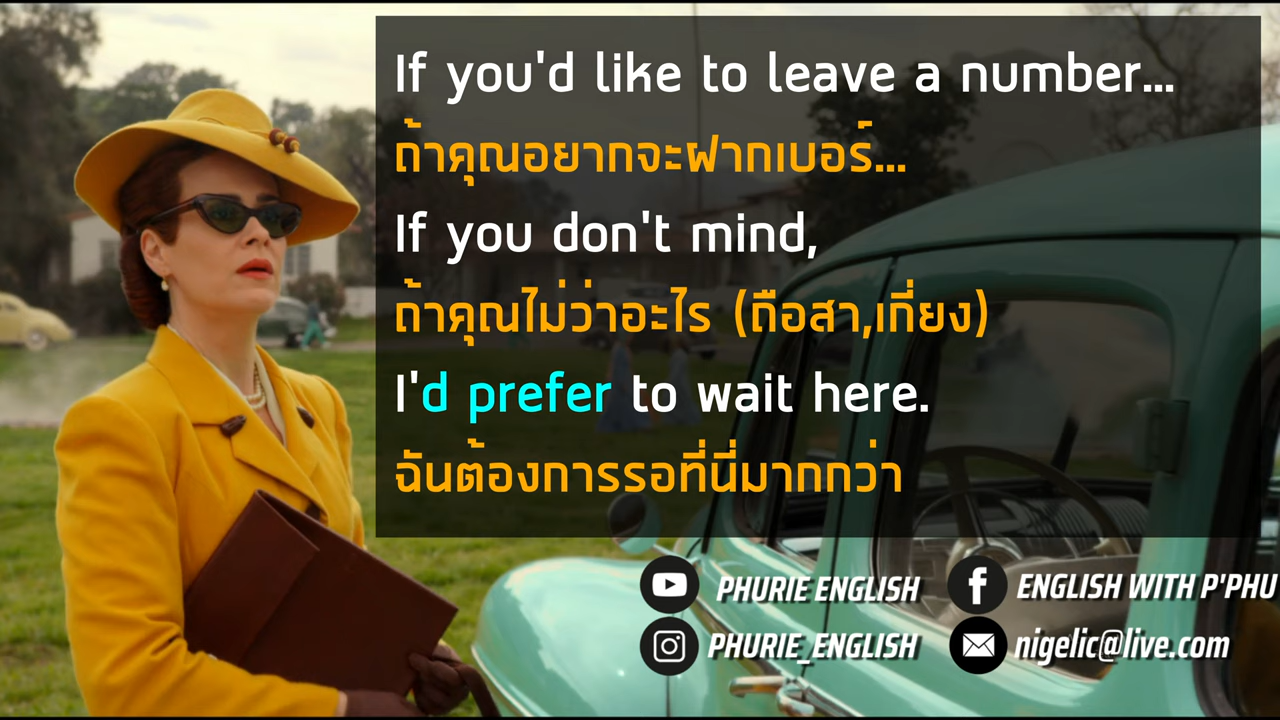 If you'd like to leave a number...
ถ้าคุณอยากจะฝากเบอร์...
If you don't mind,
ถ้าคุณไม่ว่าอะไร (ถือสา,เกี่ยง)
I'd prefer to wait here.
ฉันต้องการรอที่นี่มากกว่า
PHURIE ENGLISH
ENGLISH WITH P'PHU
PHURIE_ENGLISH
nigelic@live.com